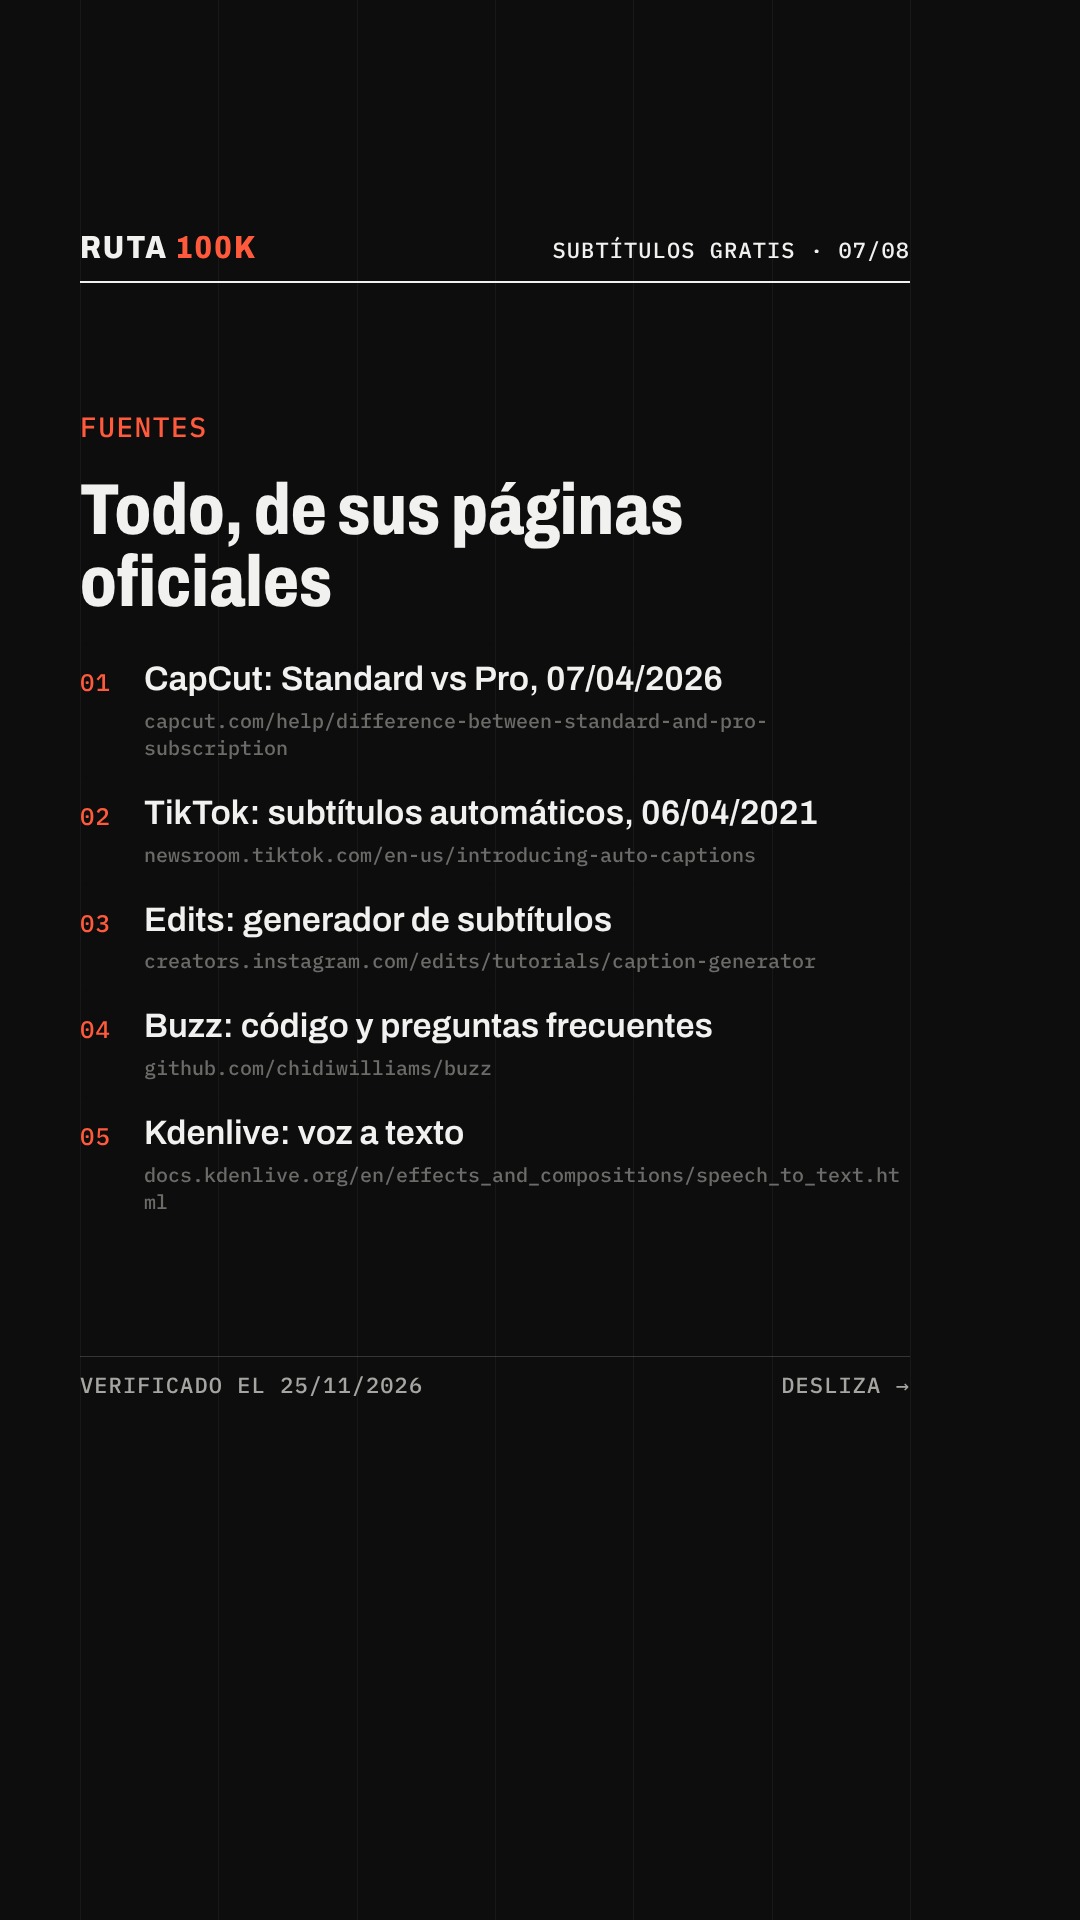 RUTA 100K
SUBTÍTULOS GRATIS · 07/08
FUENTES
Todo, de sus páginas
oficiales
01 CapCut: Standard vs Pro, 07/04/2026
capcut.com/help/difference-between-standard-and-pro-
subscription
02 TikTok: subtítulos automáticos, 06/04/2021
newsroom.tiktok.com/en-us/introducing-auto-captions
03 Edits: generador de subtítulos
creators.instagram.com/edits/tutorials/caption-generator
04 Buzz: código y preguntas frecuentes
github.com/chidiwilliams/buzz
05 Kdenlive: voz a texto
docs.kdenlive.org/en/effects_and_compositions/speech_to_text.ht
ml
VERIFICADO EL 25/11/2026
DESLIZA →